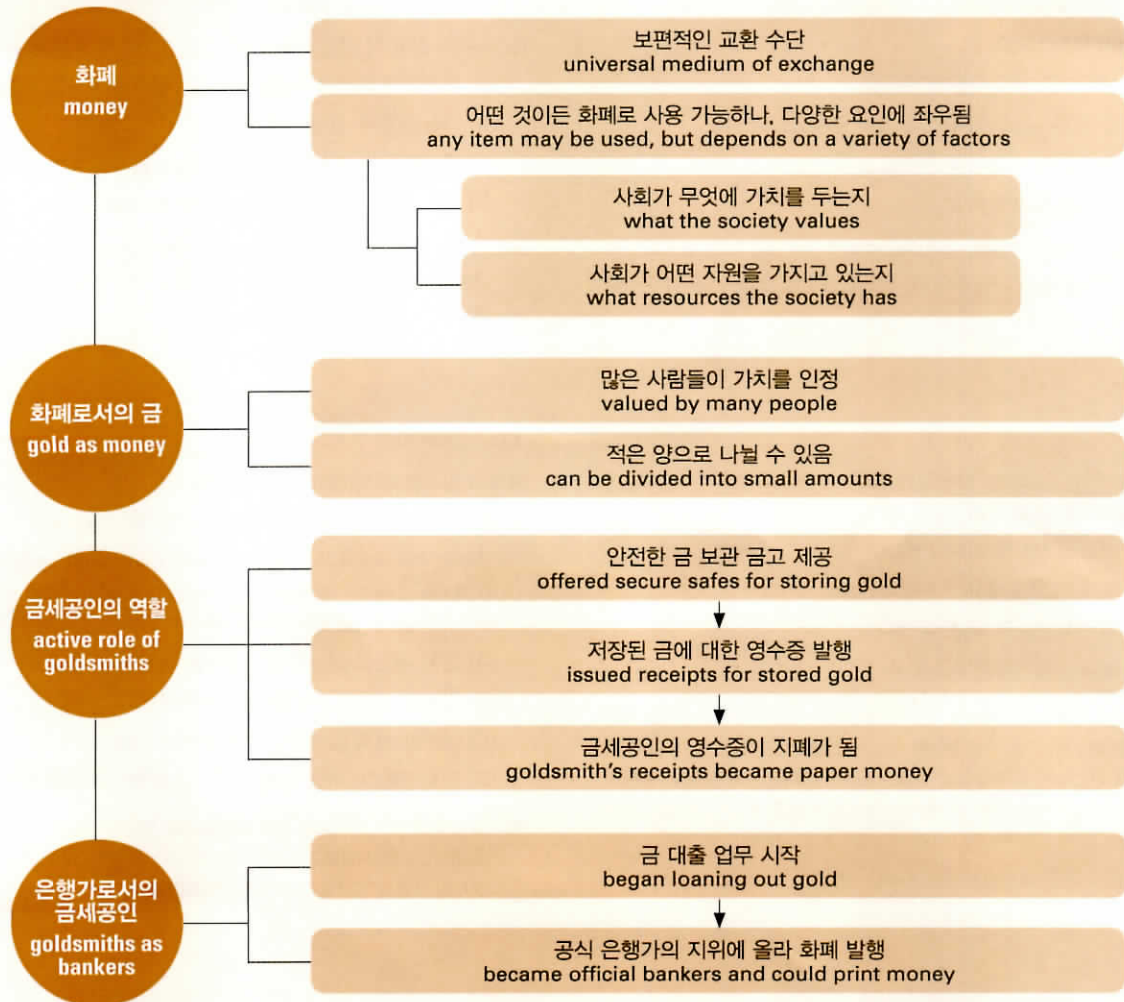 화폐
money
보편적인 교환 수단
universal medium of exchange
어떤 것이든 화폐로 사용 가능하나, 다양한 요인에 좌우됨
any item may be used, but depends on a variety of factors
사회가 무엇에 가치를 두는지
what the society values
사회가 어떤 자원을 가지고 있는지
what resources the society has
화폐로서의 금
gold as money
많은 사람들이 가치를 인정
valued by many people
적은 양으로 나뉠 수 있음
can be divided into small amounts
금세공인의 역할
active role of
goldsmiths
안전한 금 보관 금고 제공
offered secure safes for storing gold
저장된 금에 대한 영수증 발행
issued receipts for stored gold
금세공인의 영수증이 지폐가 됨
goldsmith's receipts became paper money
은행가로서의
금세공인
goldsmiths as
bankers
금 대출 업무 시작
began loaning out gold
공식 은행가의 지위에 올라 화폐 발행
became official bankers and could print money